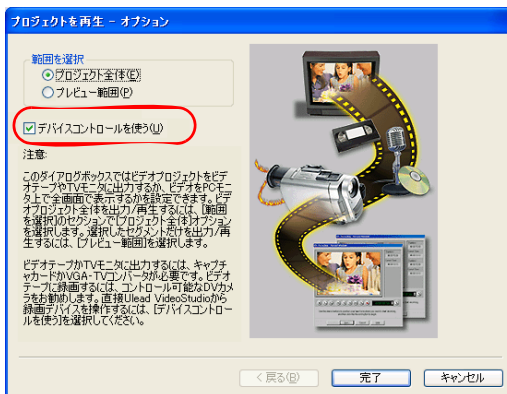 プロジェクトを再生 - オプション
範囲を選択
プロジェクト全体(E)
プレビュー範囲(P)
デバイスコントロールを使う(U)
注意:
このダイアログボックスではビデオプロジェクトをビデ
オテープやTVモニタに出力するか、ビデオをPCモニ
タ上で全画面で表示するかを設定できます。ビデ
オプロジェクト全体を出力/再生するには、[範囲
を選択]のセクションで[プロジェクト全体]オプション
を選択します。選択したセグメントだけを出力/再
生するには、[プレビュー範囲]を選択します。
ビデオテープかTVモニタに出力するには、キャプチ
ャカードかVGA-TVコンバータが必要です。ビデオ
テープに録画するには、コントロール可能なDVカメ
ラをお勧めします。直接Ulead VideoStudioから
録画デバイスを操作するには、[デバイスコントロー
ルを使う]を選択してください。
< 戻る(B)
完了
キャンセル